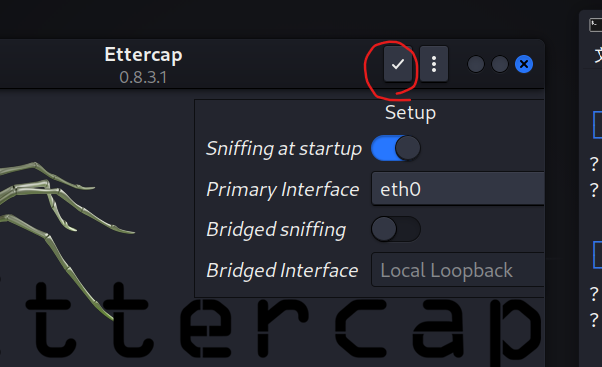 Ettercap
0.8.3.1
Setup
Sniffing at startup
Primary Interface
eth0
Bridged sniffing
Bridged Interface
Local Loopback
ttercap
?
?
?
?